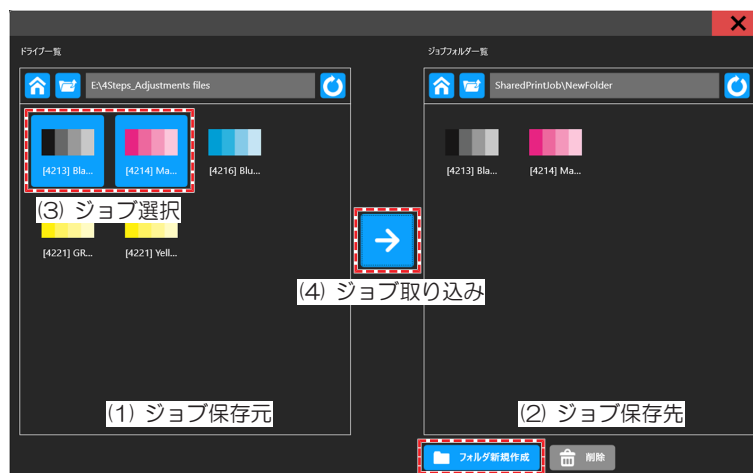 ドライブ一覧
ジョブフォルダ一覧
E:\4Steps_Adjustments files
SharedPrintJob\NewFolder
[4213] Bla...
[4214] Ma...
[4216] Blu...
[4213] Bla...
[4214] Ma...
(3) ジョブ選択
[4221] GR...
[4221] Yell...
(4) ジョブ取り込み
(1) ジョブ保存元
(2) ジョブ保存先
フォルダ新規作成
削除